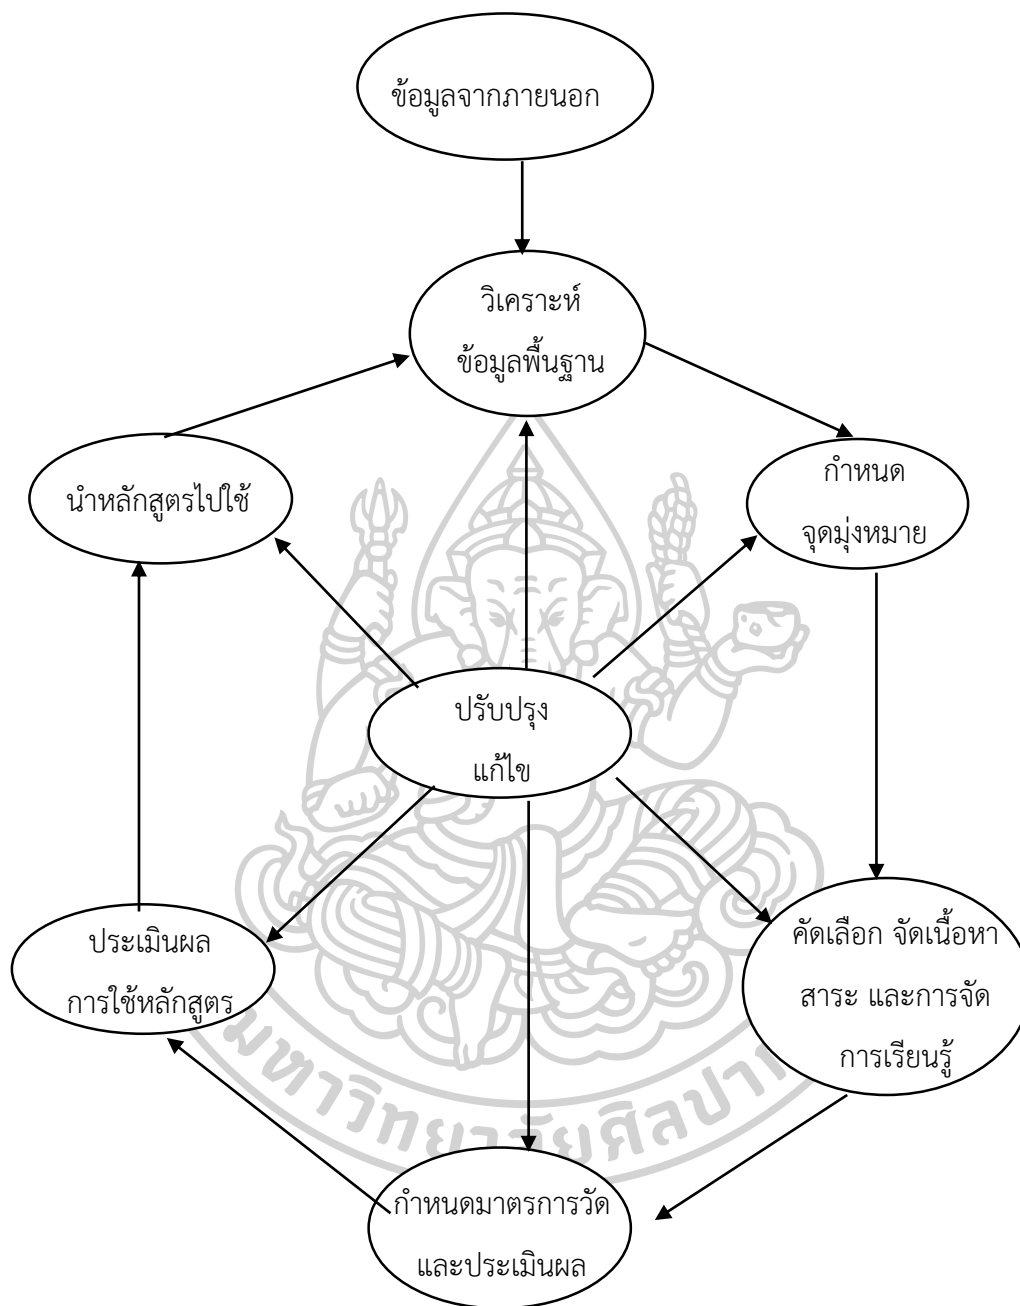 ข้อมูลจากภายนอก
วิเคราะห์
ข้อมูลพื้นฐาน
นำหลักสูตรไปใช้
กำหนด
จุดมุ่งหมาย
ปรับปรุง
แก้ไข
ประเมินผล
การใช้หลักสูตร
คัดเลือก จัดเนื้อหา
สาระ และการจัด
การเรียนรู้
กำหนดมาตรการวัด
และประเมินผล
มหาวิทยาลัยศิลปาก